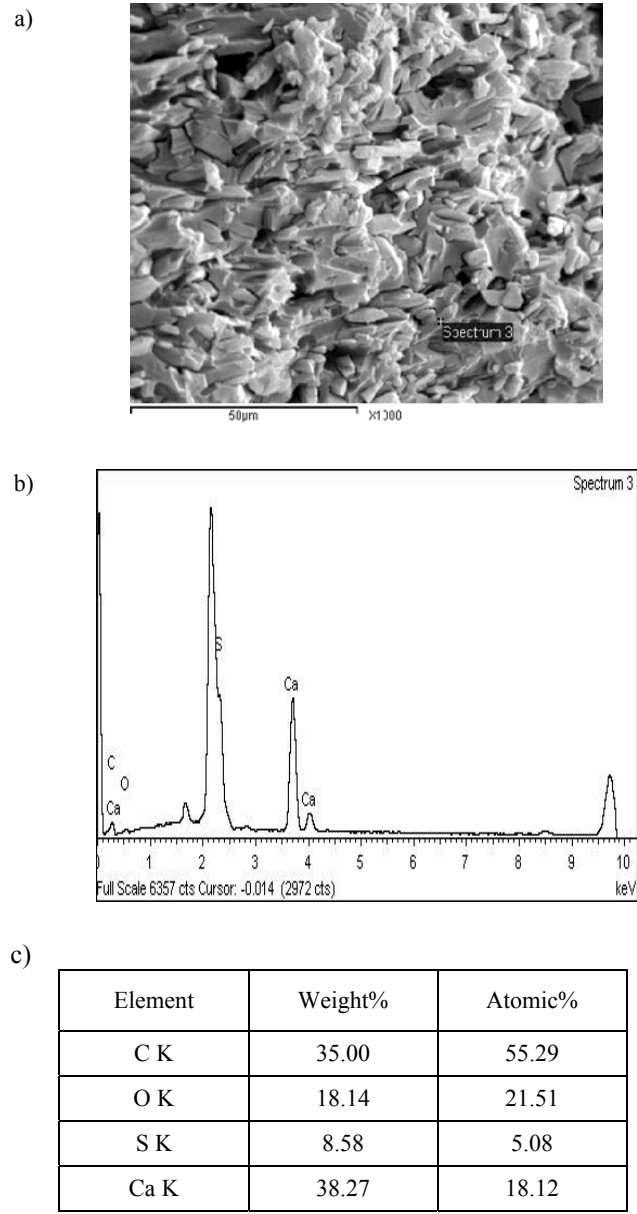 a)
Spectrum 3
50µm X1000
b)
Spectrum 3
S
Ca
C
O
Ca
Ca
0 1 2 3 4 5 6 7 8 9 10
Full Scale 6357 cts Cursor: -0.014 (2972 cts) keV
c)
Element Weight% Atomic%
C K 35.00 55.29
O K 18.14 21.51
S K 8.58 5.08
Ca K 38.27 18.12